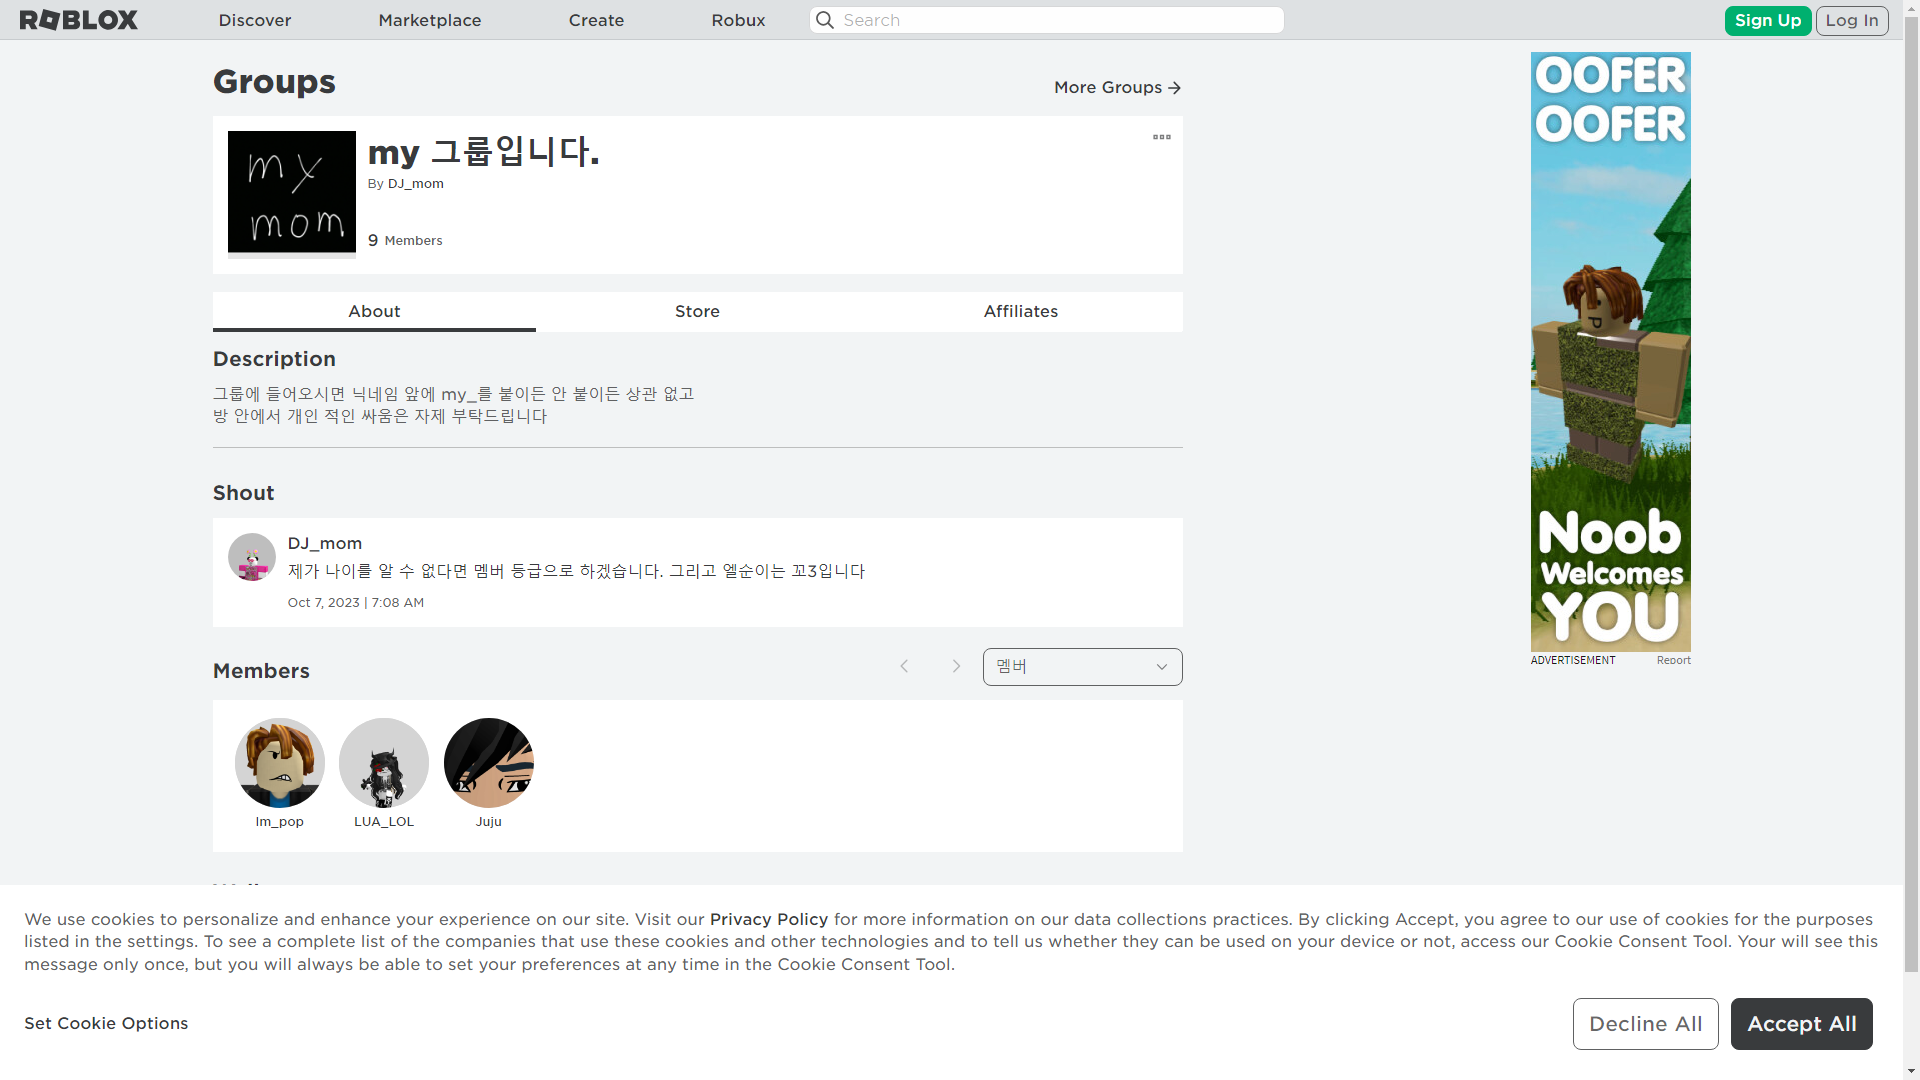 ROBLOX
Discover
Marketplace
Create
Robux
Search
Sign Up
Log In
Groups
More Groups
my mom
my 그룹입니다.
By DJ_mom
9 Members
About
Store
Affiliates
Description
그룹에 들어오시면 닉네임 앞에 my_를 붙이든 안 붙이든 상관 없고
방 안에서 개인 적인 싸움은 자제 부탁드립니다
Shout
DJ_mom
제가 나이를 알 수 없다면 멤버 등급으로 하겠습니다. 그리고 엘순이는 꼬3입니다
Oct 7, 2023 | 7:08 AM
Members
멤버
Im_pop
LUA_LOL
Juju
OOFER
OOFER
Noob
Welcomes
YOU
ADVERTISEMENT
Report
We use cookies to personalize and enhance your experience on our site. Visit our Privacy Policy for more information on our data collections practices. By clicking Accept, you agree to our use of cookies for the purposes
listed in the settings. To see a complete list of the companies that use these cookies and other technologies and to tell us whether they can be used on your device or not, access our Cookie Consent Tool. Your will see this
message only once, but you will always be able to set your preferences at any time in the Cookie Consent Tool.
Set Cookie Options
Decline All
Accept All